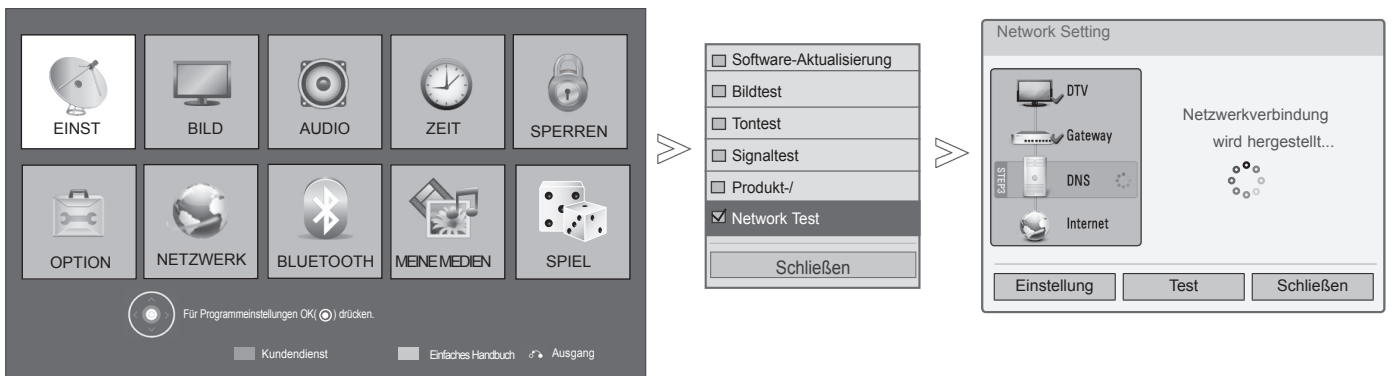 EINST
BILD
AUDIO
ZEIT
SPERREN
OPTION
NETZWERK
BLUETOOTH
MEINE MEDIEN
SPIEL
Für Programmeinstellungen OK( ) drücken.
Kundendienst
Einfaches Handbuch
Ausgang
Software-Aktualisierung
Bildtest
Tontest
Signaltest
Produkt-/
Network Test
Schließen
Network Setting
DTV
Gateway
STEP3
DNS
Internet
Netzwerkverbindung
wird hergestellt...
Einstellung
Test
Schließen